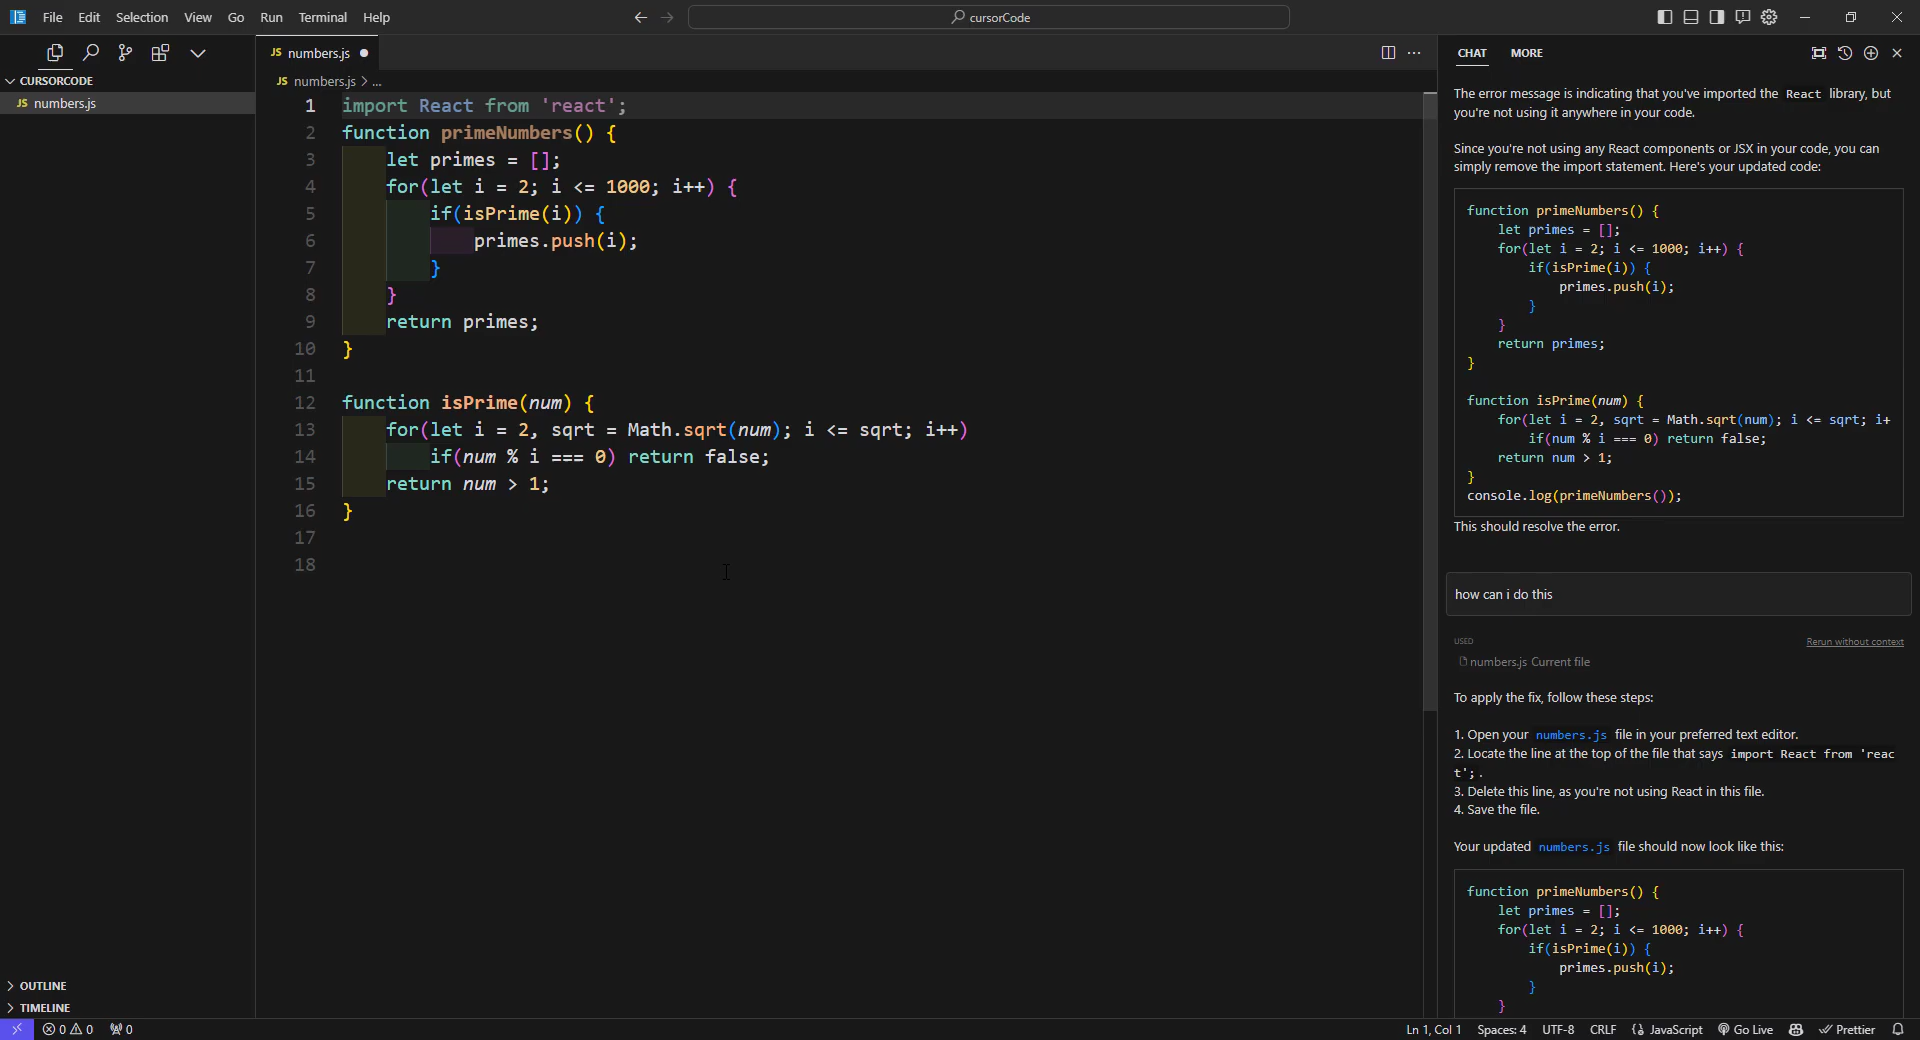 File Edit Selection View Go Run Terminal Help
cursorCode
CURSORCODE
JS numbers.js
OUTLINE
TIMELINE
JS numbers.js
JS numbers.js > ...
1 import React from 'react';
2 function primeNumbers() {
3 let primes = [];
4 for(let i = 2; i <= 1000; i++) {
5 if(isPrime(i)) {
6 primes.push(i);
7 }
8 }
9 return primes;
10 }
11
12 function isPrime(num) {
13 for(let i = 2, sqrt = Math.sqrt(num); i <= sqrt; i++)
14 if(num % i === 0) return false;
15 return num > 1;
16 }
17
18
CHAT MORE
The error message is indicating that you've imported the React library, but
you're not using it anywhere in your code.
Since you're not using any React components or JSX in your code, you can
simply remove the import statement. Here's your updated code:
function primeNumbers() {
let primes = [];
for(let i = 2; i <= 1000; i++) {
if(isPrime(i)) {
primes.push(i);
}
}
return primes;
}
function isPrime(num) {
for(let i = 2, sqrt = Math.sqrt(num); i <= sqrt; i+
if(num % i === 0) return false;
return num > 1;
}
console.log(primeNumbers());
This should resolve the error.
how can i do this
USED Rerun without context
numbers.js Current file
To apply the fix, follow these steps:
1. Open your numbers.js file in your preferred text editor.
2. Locate the line at the top of the file that says import React from 'reac
t'; .
3. Delete this line, as you're not using React in this file.
4. Save the file.
Your updated numbers.js file should now look like this:
function primeNumbers() {
let primes = [];
for(let i = 2; i <= 1000; i++) {
if(isPrime(i)) {
primes.push(i);
}
}
0 0 0 Ln 1, Col 1 Spaces: 4 UTF-8 CRLF {} JavaScript Go Live Prettier